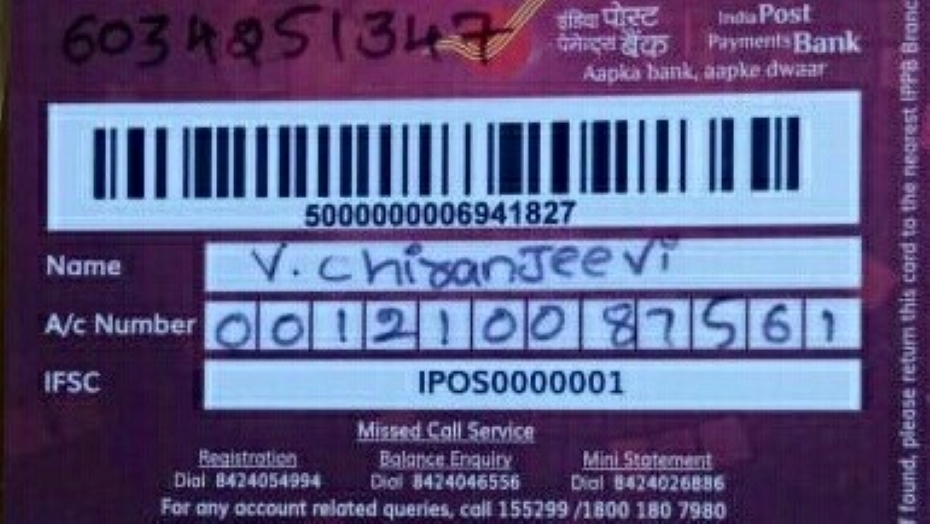 6034251347
इंडिया पोस्ट
पेमेन्ट्स बैंक
India Post
Payments Bank
Aapka bank, aapke dwaar
5000000006941827
Name V. chiranJeevi
A/c Number 001210087561
IFSC IPOS0000001
Missed Call Service
Registration Balance Enquiry Mini Statement
Dial 8424054994 Dial 8424046556 Dial 8424026886
For any account related queries, call 155299 /1800 180 7980
found, please return this card to the nearest IPPB Branc